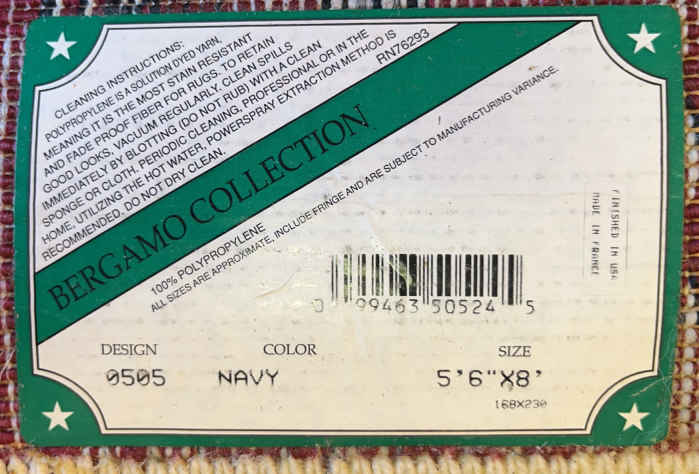 CLEANING INSTRUCTIONS:
POLYPROPYLENE IS A SOLUTION DYED YARN,
MEANING IT IS THE MOST STAIN RESISTANT
AND FADE PROOF FIBER FOR RUGS. TO RETAIN
GOOD LOOKS, VACUUM REGULARLY. CLEAN SPILLS
IMMEDIATELY BY BLOTTING (DO NOT RUB) WITH A CLEAN
SPONGE OR CLOTH. PERIODIC CLEANING, PROFESSIONAL OR IN THE
HOME, UTILIZING THE HOT WATER, POWERSPRAY EXTRACTION METHOD IS
RECOMMENDED. DO NOT DRY CLEAN.
RN76293
BERGAMO COLLECTION
100% POLYPROPYLENE
ALL SIZES ARE APPROXIMATE, INCLUDE FRINGE AND ARE SUBJECT TO MANUFACTURING VARIANCE.
FINISHED IN USA
MADE IN FRANCE
0 99463 50524 5
DESIGN COLOR SIZE
0505 NAVY 5'6"X8'
168X230